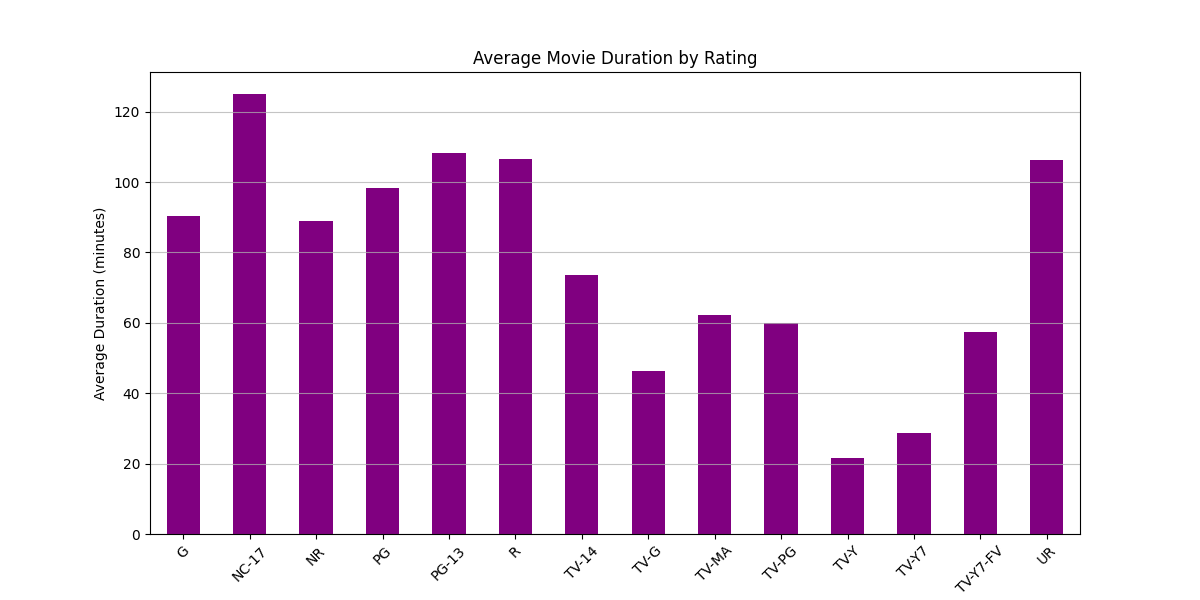 Average Movie Duration by Rating
Average Duration (minutes)
120
100
80
60
40
20
0
G
NC-17
NR
PG
PG-13
R
TV-14
TV-G
TV-MA
TV-PG
TV-Y
TV-Y7
TV-Y7-FV
UR